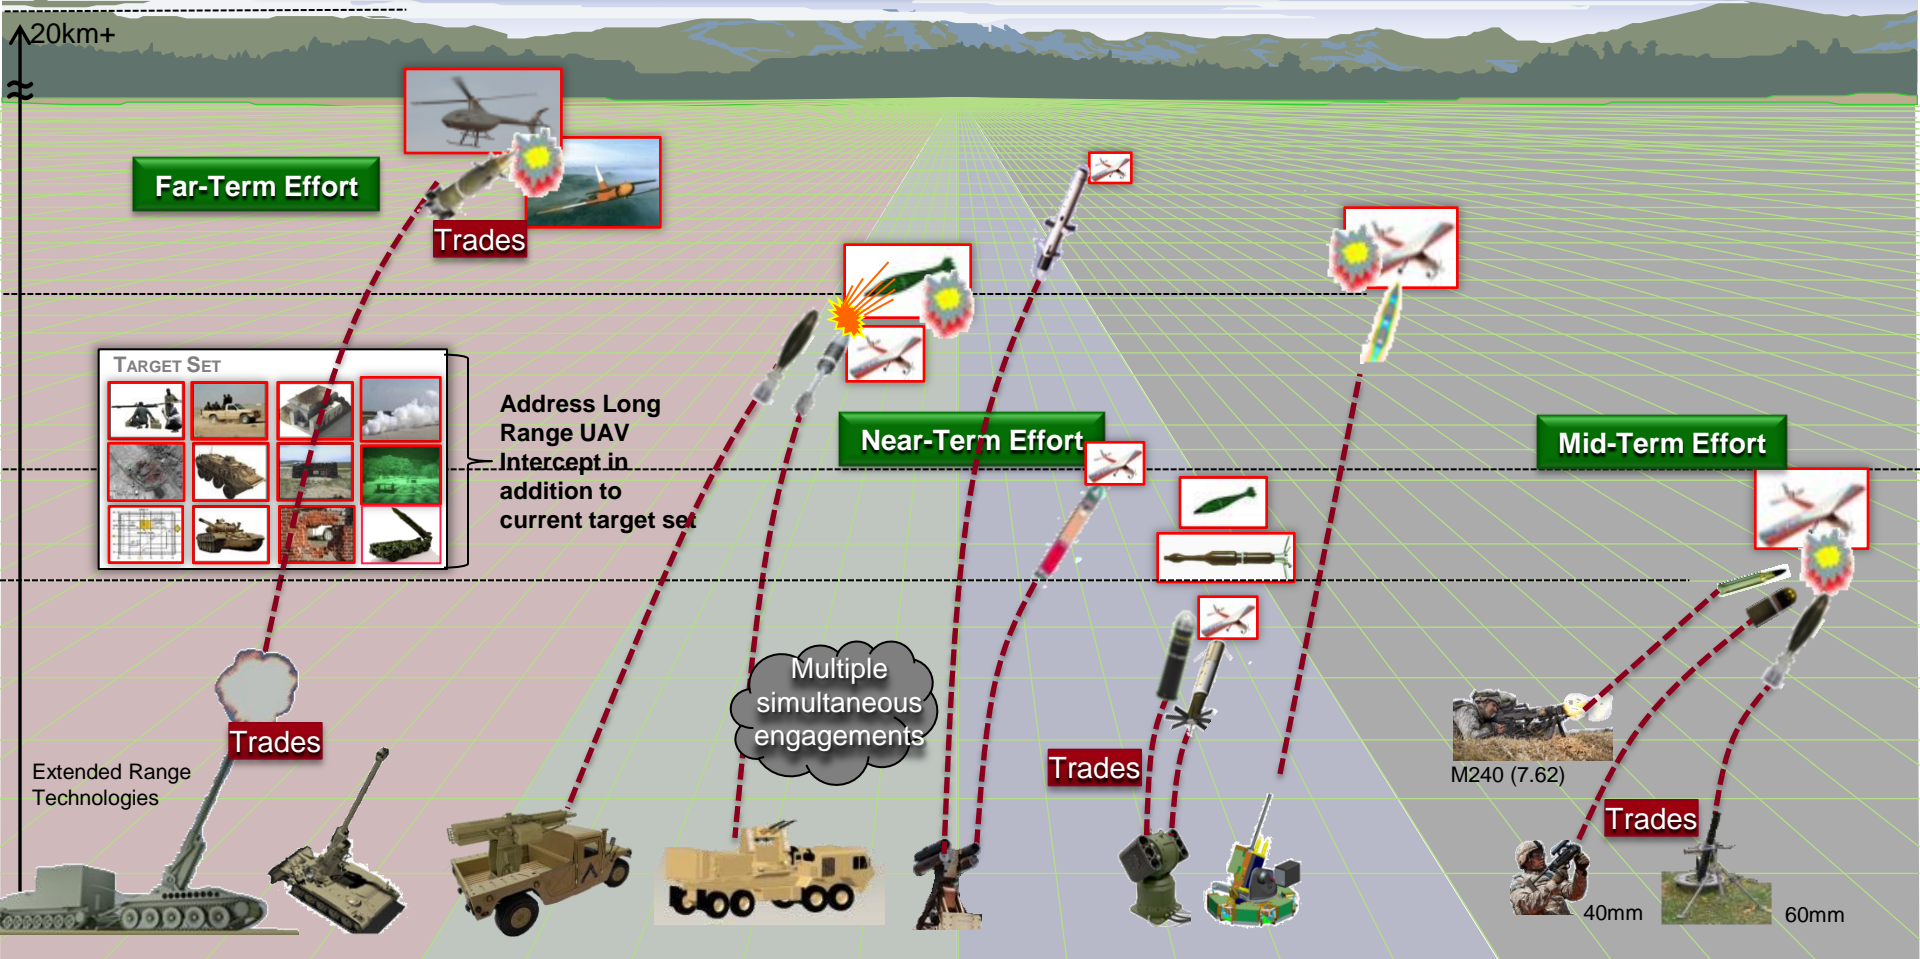 20km+
Far-Term Effort
Trades
TARGET SET
Address Long
Range UAV
Intercept in
addition to
current target set
Near-Term Effort
Mid-Term Effort
Multiple
simultaneous
engagements
Trades
Extended Range
Technologies
Trades
M240 (7.62)
Trades
40mm
60mm